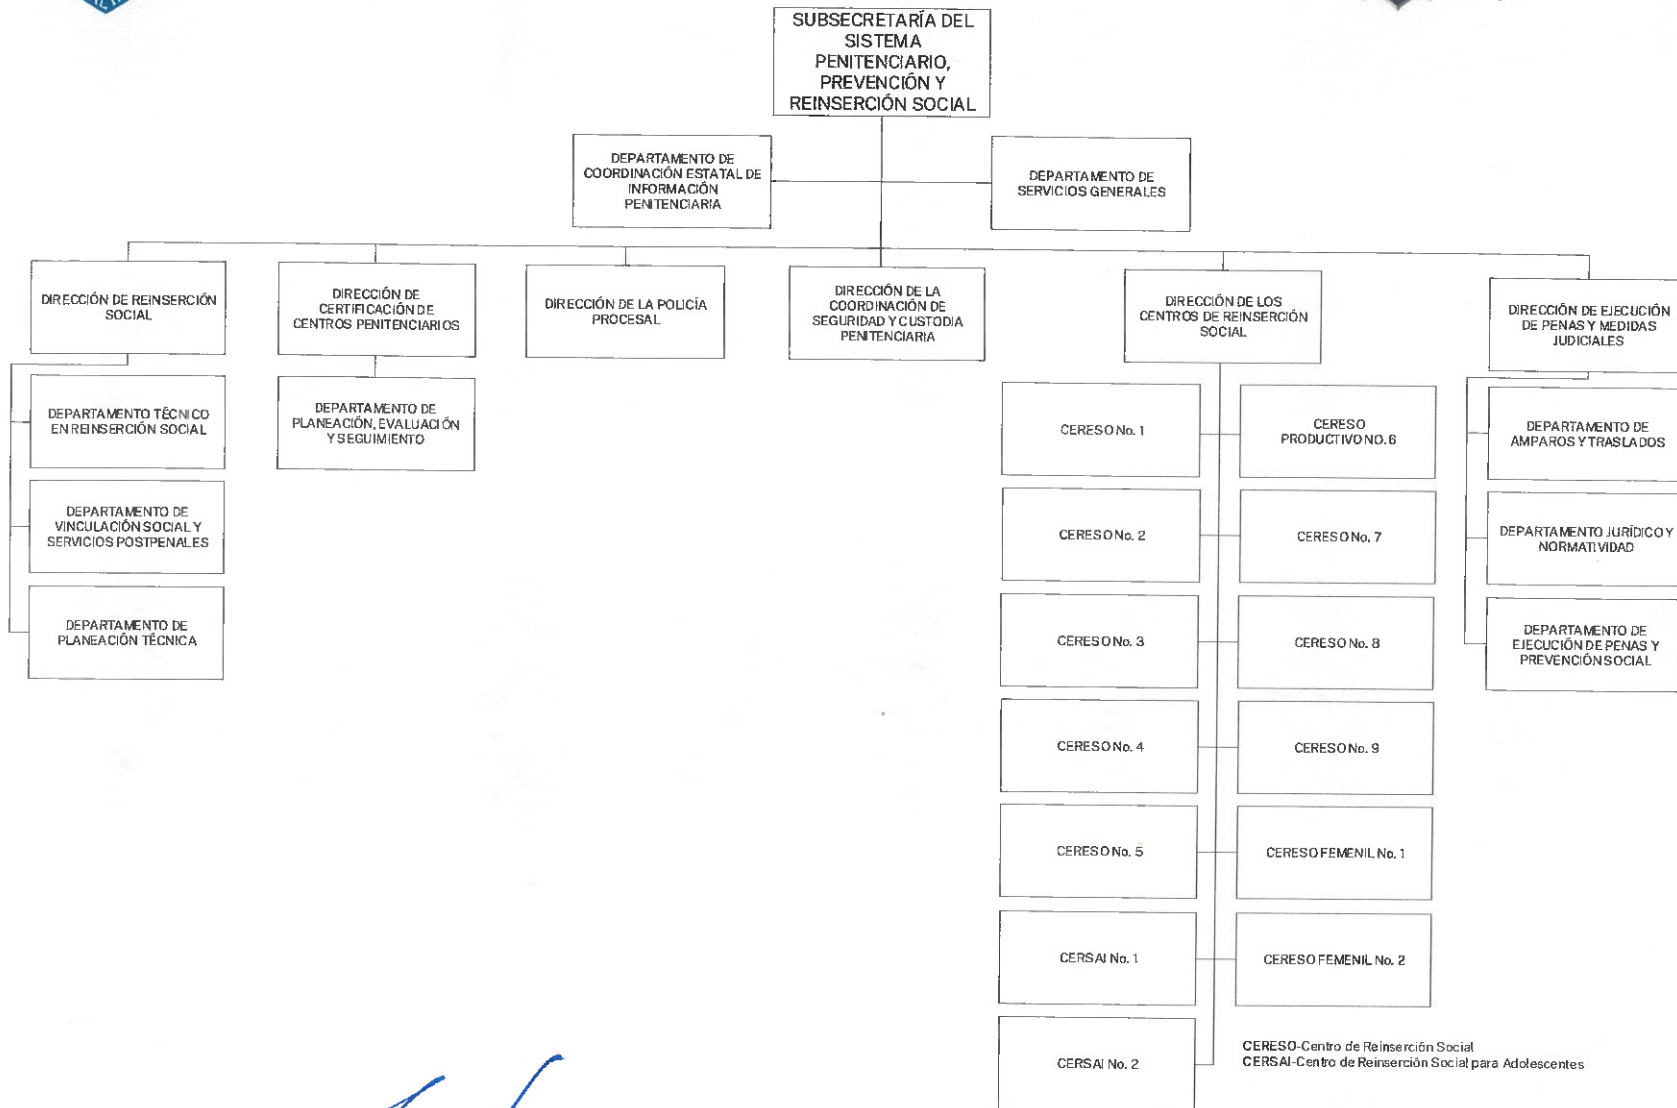 SUBSECRETARÍA DEL
SISTEMA
PENITENCIARIO,
PREVENCIÓN Y
REINSERCIÓN SOCIAL
DEPARTAMENTO DE
COORDINACIÓN ESTATAL DE
INFORMACIÓN
PENITENCIARIA
DEPARTAMENTO DE
SERVICIOS GENERALES
DIRECCIÓN DE REINSERCIÓN
SOCIAL
DIRECCIÓN DE
CERTIFICACIÓN DE
CENTROS PENITENCIARIOS
DIRECCIÓN DE LA POLICÍA
PROCESAL
DIRECCIÓN DE LA
COORDINACIÓN DE
SEGURIDAD Y CUSTODIA
PENITENCIARIA
DIRECCIÓN DE LOS
CENTROS DE REINSERCIÓN
SOCIAL
DIRECCIÓN DE EJECUCIÓN
DE PENAS Y MEDIDAS
JUDICIALES
DEPARTAMENTO TÉCNICO
EN REINSERCIÓN SOCIAL
DEPARTAMENTO DE
VINCULACIÓN SOCIAL Y
SERVICIOS POSTPENALES
DEPARTAMENTO DE
PLANEACIÓN TÉCNICA
DEPARTAMENTO DE
PLANEACIÓN, EVALUACIÓN
Y SEGUIMIENTO
CERESO No. 1
CERESO
PRODUCTIVO NO. 6
CERESO No. 2
CERESO No. 7
CERESO No. 3
CERESO No. 8
CERESO No. 4
CERESO No. 9
CERESO No. 5
CERESO FEMENIL No. 1
CERSAI No. 1
CERESO FEMENIL No. 2
CERSAI No. 2
DEPARTAMENTO DE
AMPAROS Y TRASLADOS
DEPARTAMENTO JURÍDICO Y
NORMATIVIDAD
DEPARTAMENTO DE
EJECUCIÓN DE PENAS Y
PREVENCIÓN SOCIAL
CERESO-Centro de Reinserción Social
CERSAI-Centro de Reinserción Social para Adolescentes